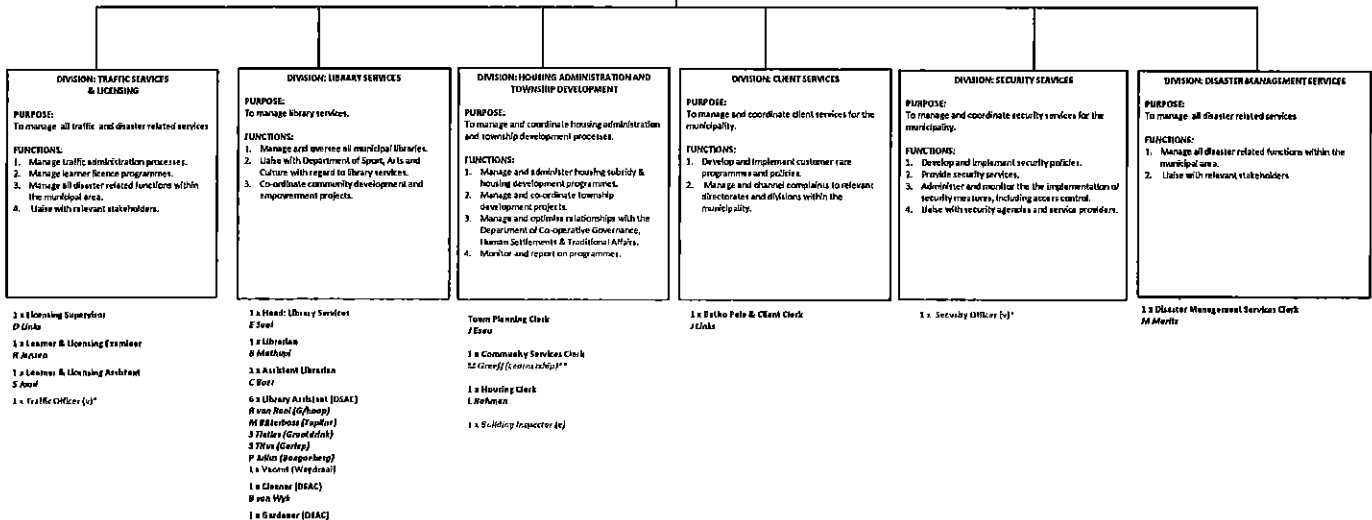 DIVISION: TRAFFIC SERVICES
& LICENSING
PURPOSE:
To manage all traffic and disaster related services
FUNCTIONS:
1. Manage traffic administration processes.
2. Manage learner licence programmes.
3. Manage all disaster related functions within
the municipal area.
4. Liaise with relevant stakeholders.
1 x Licensing Supervisor
D Links
1 x Learner & Licensing Examiner
R Jansen
1 x Learner & Licensing Assistant
1 x Traffic Officer (v)*
DIVISION: LIBRARY SERVICES
PURPOSE:
To manage library services.
FUNCTIONS:
1. Manage and oversee all municipal libraries.
2. Liaise with Department of Sport, Arts and
Culture with regard to library services.
3. Co-ordinate community development and
empowerment projects.
1 x Head: Library Services
1 x Librarian
Assistant Librarian
6 x Library Assistant (DSAC)
(Grootdrink)
P Julius
1 x Vacant (Wegdraai)
1 x Cleaner (DSAC)
B van Wyk
1 x Gardener (DSAC)
DIVISION: HOUSING ADMINISTRATION AND
TOWNSHIP DEVELOPMENT
PURPOSE:
To manage and coordinate housing administration
and township development processes.
FUNCTIONS:
1. Manage and administer housing subsidy &
housing development programmes.
2. Manage and co-ordinate township
development projects.
3. Manage and optimise relationships with the
Department of Co-operative Governance,
Human Settlements & Traditional Affairs.
4. Monitor and report on programmes.
Town Planning Clerk
J Esau
1 x Community Services Clerk
M Greeff (Learnership)**
1 x Housing Clerk
1 x Building Inspector
DIVISION: CLIENT SERVICES
PURPOSE:
To manage and coordinate client services for the
municipality.
FUNCTIONS:
1. Develop and implement customer care
programmes and policies.
2. Manage and channel complaints to relevant
directorates and divisions within the
municipality.
1 x Batho Pele & Client Clerk
J Links
DIVISION: SECURITY SERVICES
PURPOSE:
To manage and coordinate security services for the
municipality.
FUNCTIONS:
1. Develop and implement security policies.
2. Provide security services.
3. Administer and monitor the the implementation of
security measures, including access control.
4. Liaise with security agencies and service providers.
1 x Security Officer (v)*
DIVISION: DISASTER MANAGEMENT SERVICES
PURPOSE:
To manage all disaster related services
FUNCTIONS:
1. Manage all disaster related functions within the
municipal area.
2. Liaise with relevant stakeholders
1 x Disaster Management Services Clerk
M Moritz